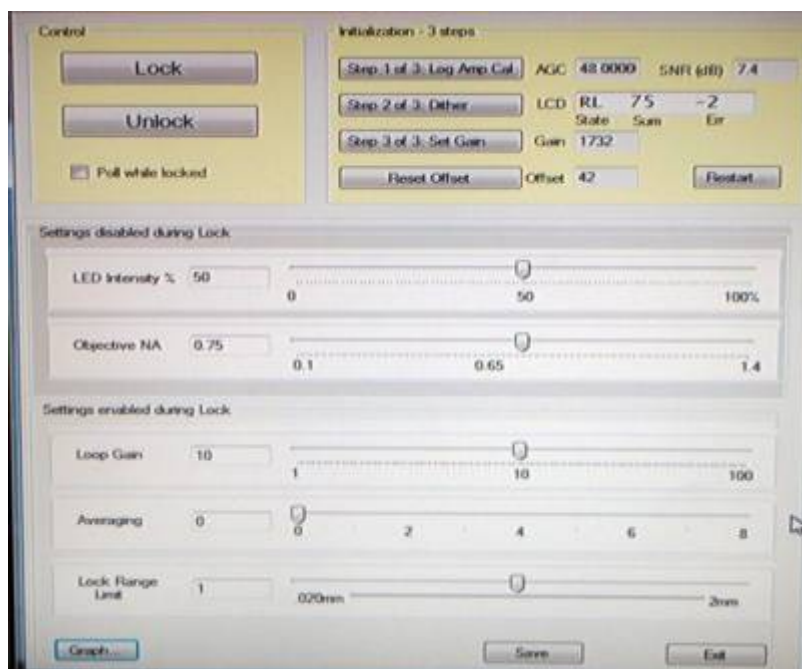 Control
Lock
Unlock
Poll while locked
Initialization - 3 steps
Step 1 of 3: Log Amp Cal AGC 48.0000 SNR (dB) 7.4
Step 2 of 3: Dither LCD RL 75 -2
State Sum Err
Step 3 of 3: Set Gain Gain 1732
Reset Offset Offset 42 Restart...
Settings disabled during Lock
LED Intensity % 50
0 50 100%
Objective NA 0.75
0.1 0.65 1.4
Settings enabled during Lock
Loop Gain 10
1 10 100
Averaging 0
0 2 4 6 8
Lock Range Limit 1
.020mm 2mm
Graph... Save Exit